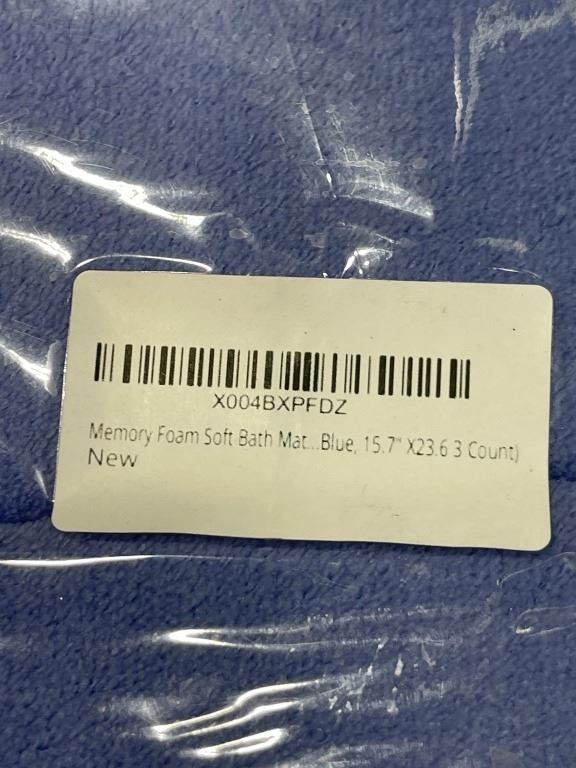 X004BXPFDZ
Memory Foam Soft Bath Mat...Blue, 15.7" X23.6 3 Count)
New